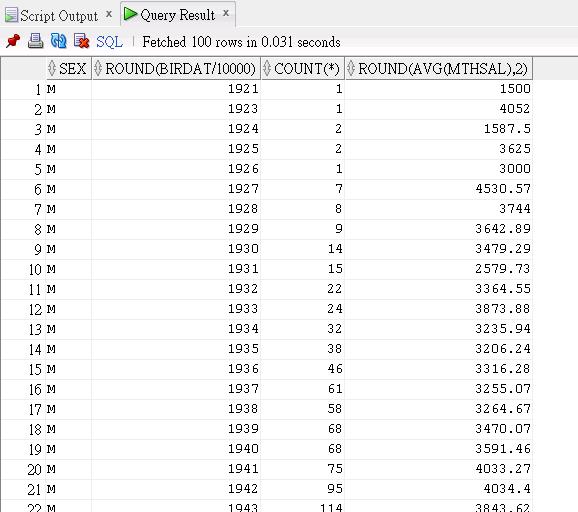 Script Output × Query Result ×
SQL | Fetched 100 rows in 0.031 seconds
SEX ROUND(BIRDAT/10000) COUNT(*) ROUND(AVG(MTHSAL),2)
1 M 1921 1 1500
2 M 1923 1 4052
3 M 1924 2 1587.5
4 M 1925 2 3625
5 M 1926 1 3000
6 M 1927 7 4530.57
7 M 1928 8 3744
8 M 1929 9 3642.89
9 M 1930 14 3479.29
10 M 1931 15 2579.73
11 M 1932 22 3364.55
12 M 1933 24 3873.88
13 M 1934 32 3235.94
14 M 1935 38 3206.24
15 M 1936 46 3316.28
16 M 1937 61 3255.07
17 M 1938 58 3264.67
18 M 1939 68 3470.07
19 M 1940 68 3591.46
20 M 1941 75 4033.27
21 M 1942 95 4034.4
22 M 1943 114 3843.62